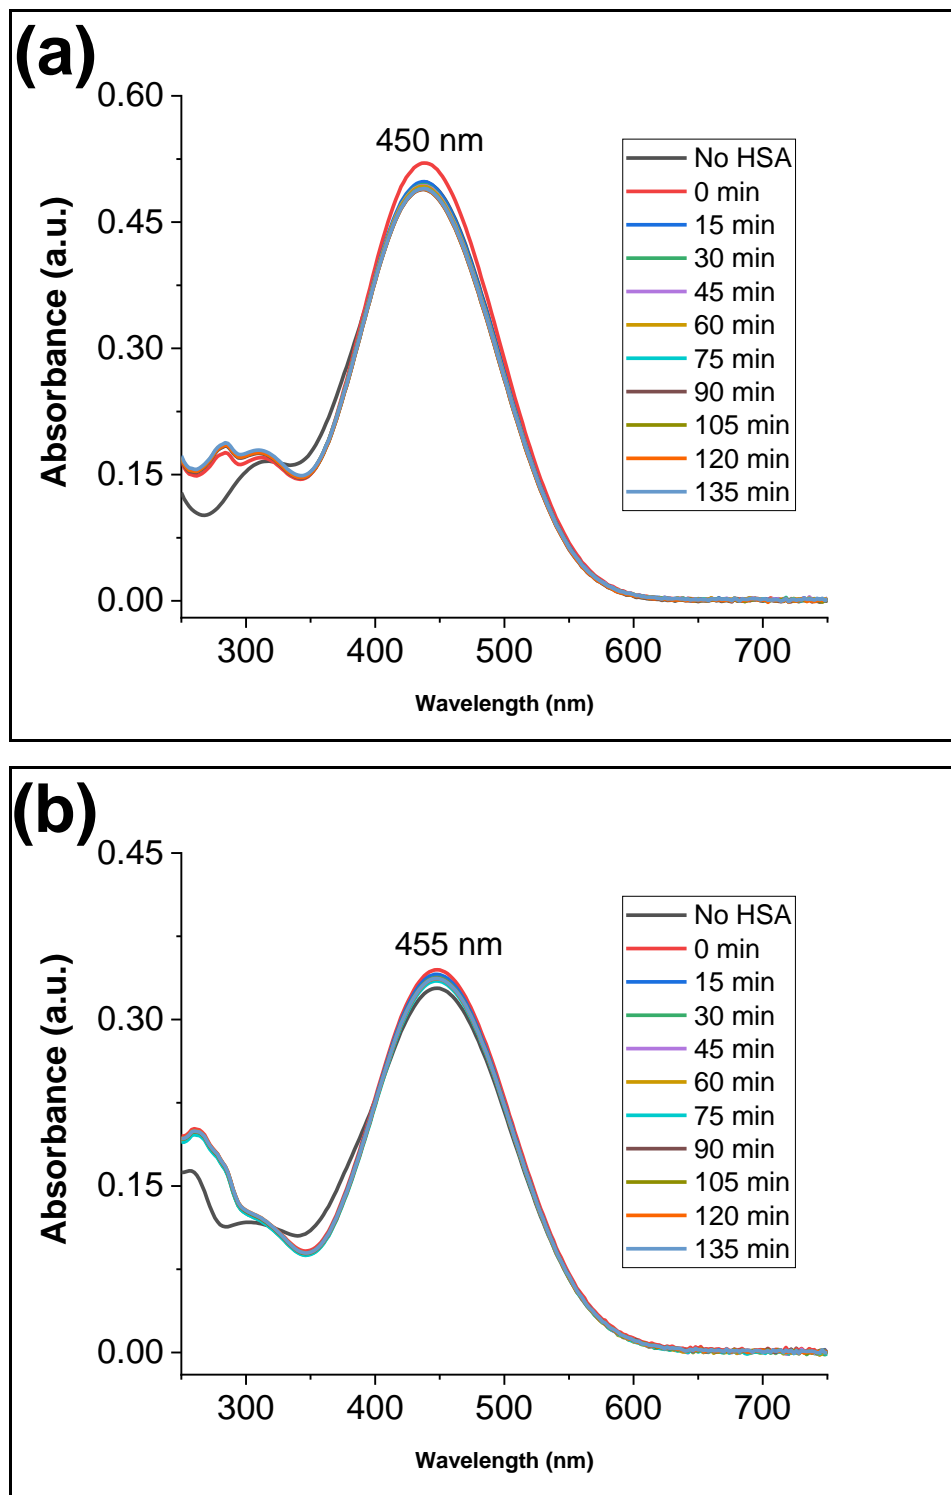 (a)
0.60
450 nm
No HSA
0 min
15 min
30 min
45 min
60 min
75 min
90 min
105 min
120 min
135 min
0.45
0.30
0.15
0.00
Absorbance (a.u.)
300 400 500 600 700
Wavelength (nm)
(b)
0.45
455 nm
No HSA
0 min
15 min
30 min
45 min
60 min
75 min
90 min
105 min
120 min
135 min
0.30
0.15
0.00
Absorbance (a.u.)
300 400 500 600 700
Wavelength (nm)